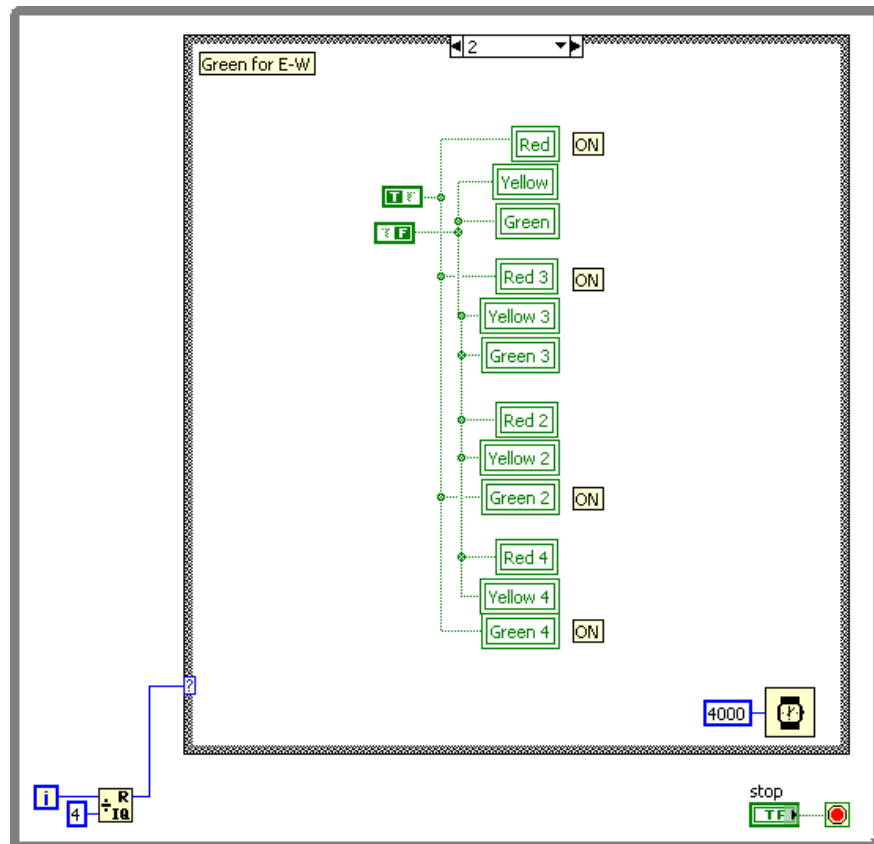 2
Green for E-W
Red ON
Yellow
T
Green
F
Red 3 ON
Yellow 3
Green 3
Red 2
Yellow 2
Green 2 ON
Red 4
Yellow 4
Green 4 ON
?
4000
i
4
÷ R
IQ
stop
TF